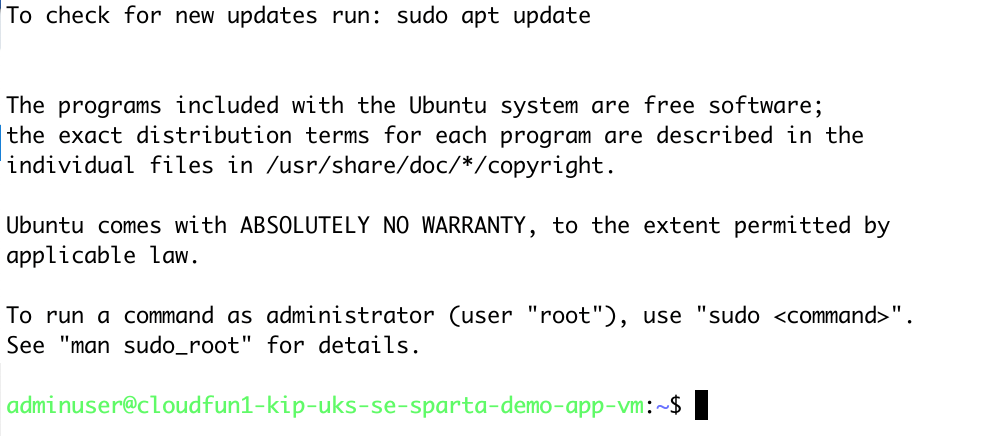 To check for new updates run: sudo apt update
The programs included with the Ubuntu system are free software;
the exact distribution terms for each program are described in the
individual files in /usr/share/doc/*/copyright.
Ubuntu comes with ABSOLUTELY NO WARRANTY, to the extent permitted by
applicable law.
To run a command as administrator (user "root"), use "sudo <command>".
See "man sudo_root" for details.
adminuser@cloudfun1-kip-uks-se-sparta-demo-app-vm:~$